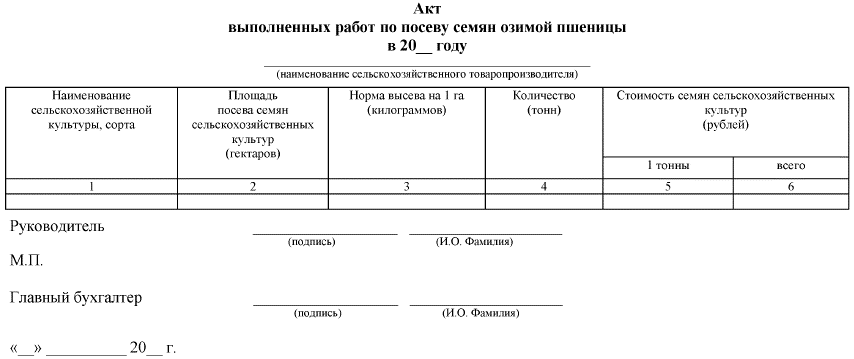 Акт
выполненных работ по посеву семян озимой пшеницы
в 20__ году
(наименование сельскохозяйственного товаропроизводителя)
Наименование
сельскохозяйственной
культуры, сорта
Площадь
посева семян
сельскохозяйственных
культур
(гектаров)
Норма высева на 1 га
(килограммов)
Количество
(тонн)
Стоимость семян сельскохозяйственных
культур
(рублей)
1 тонны
всего
1 2 3 4 5 6
Руководитель
(подпись) (И.О. Фамилия)
М.П.
Главный бухгалтер
(подпись) (И.О. Фамилия)
«__» __________ 20__ г.